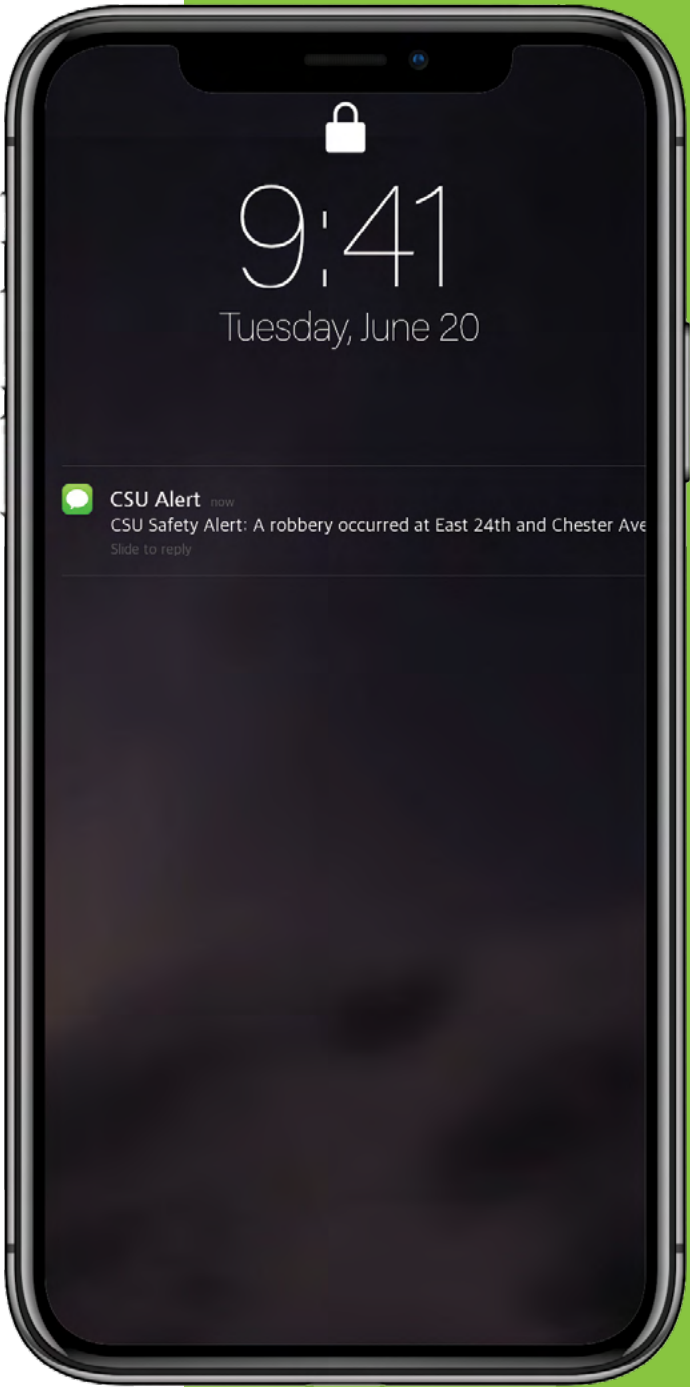 9:41
Tuesday, June 20
CSU Alert now
CSU Safety Alert: A robbery occurred at East 24th and Chester Ave
Slide to reply